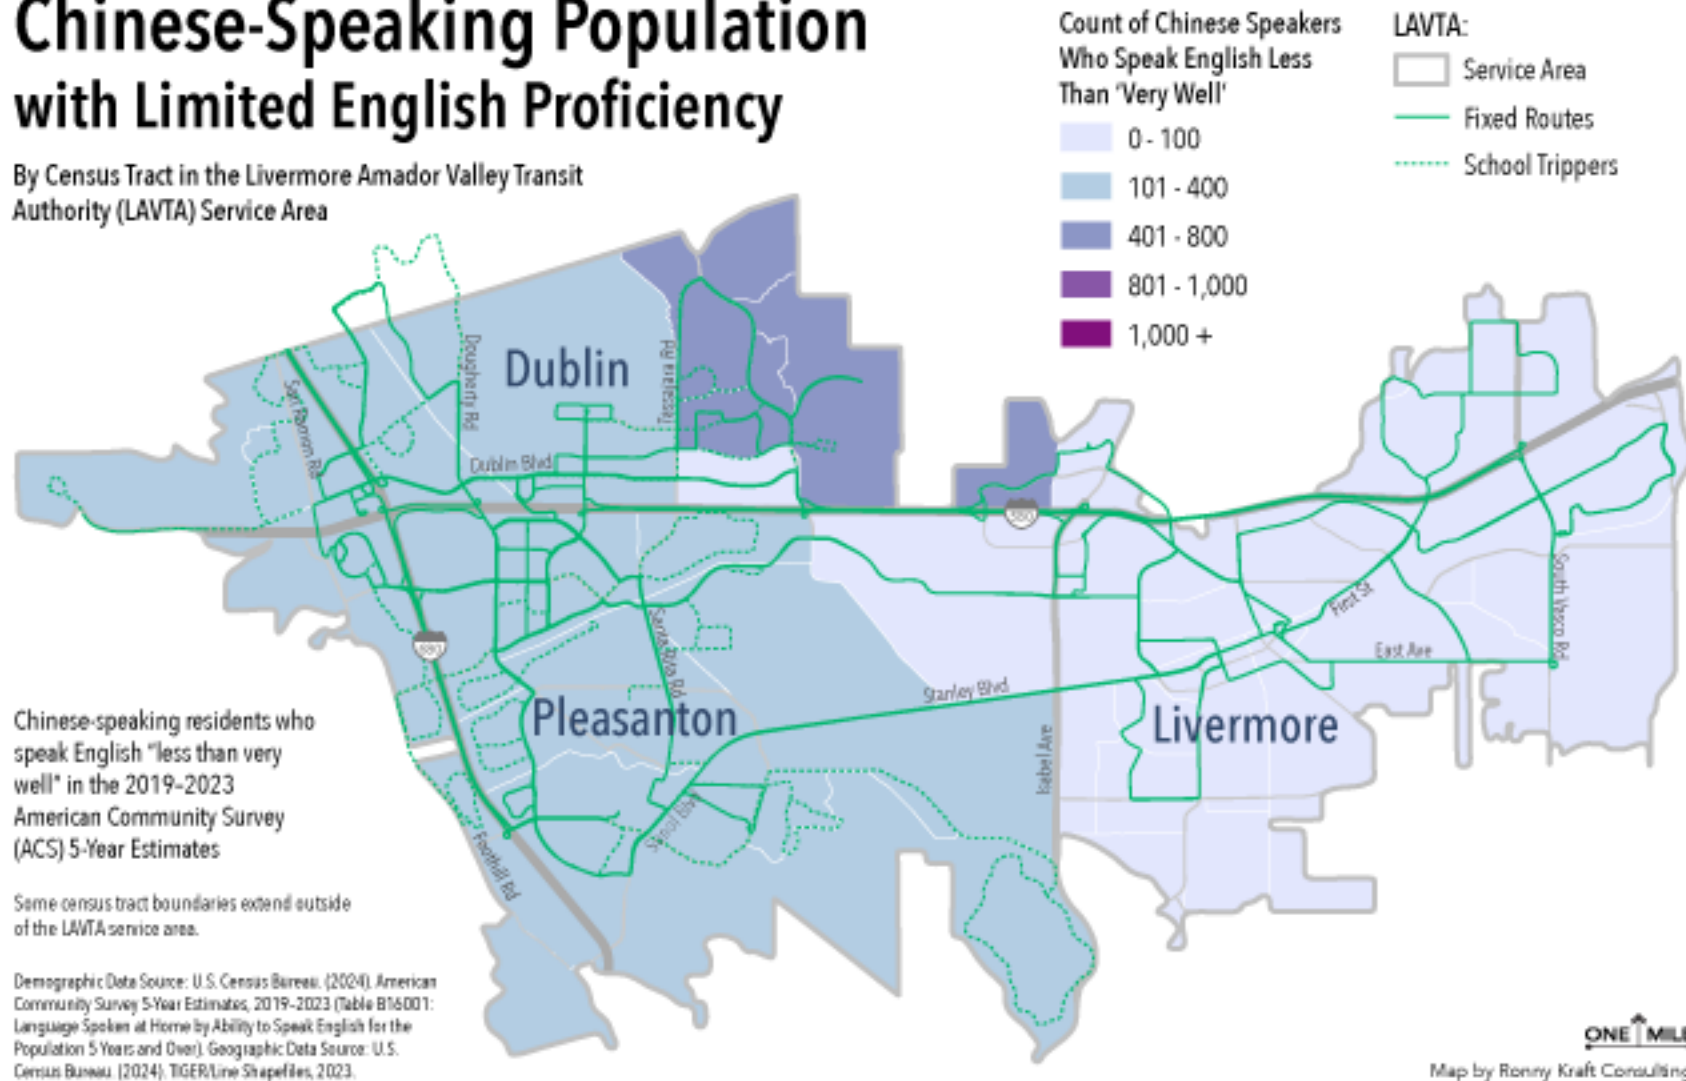 Chinese-Speaking Population
with Limited English Proficiency
By Census Tract in the Livermore Amador Valley Transit
Authority (LAVTA) Service Area
Count of Chinese Speakers
Who Speak English Less
Than ‘Very Well’
0 - 100
101 - 400
401 - 800
801 - 1,000
1,000 +
LAVTA:
Service Area
Fixed Routes
School Trippers
Dublin
Dougherty Rd
Tassajara Rd
San Ramon Rd
Dublin Blvd
580
680
Santa Rita Rd
Pleasanton
Stanley Blvd
Isabel Ave
Livermore
First St
East Ave
South Vasco Rd
Sunol Blvd
Foothill Rd
Chinese-speaking residents who
speak English “less than very
well” in the 2019–2023
American Community Survey
(ACS) 5-Year Estimates
Some census tract boundaries extend outside
of the LAVTA service area.
Demographic Data Source: U.S. Census Bureau. (2024). American
Community Survey 5-Year Estimates, 2019–2023 (Table B16001:
Language Spoken at Home by Ability to Speak English for the
Population 5 Years and Over). Geographic Data Source: U.S.
Census Bureau. (2024). TIGER/Line Shapefiles, 2023.
ONE MILE
Map by Ronny Kraft Consulting